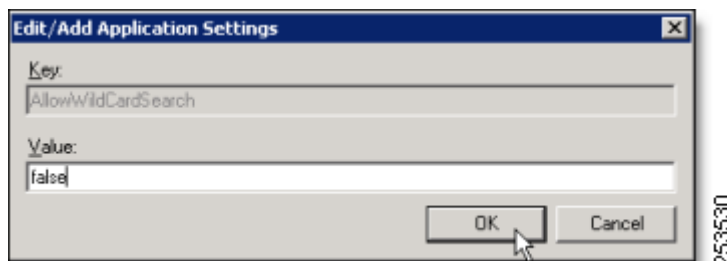 Edit/Add Application Settings
Key:
AllowWildCardSearch
Value:
false
OK Cancel
253530